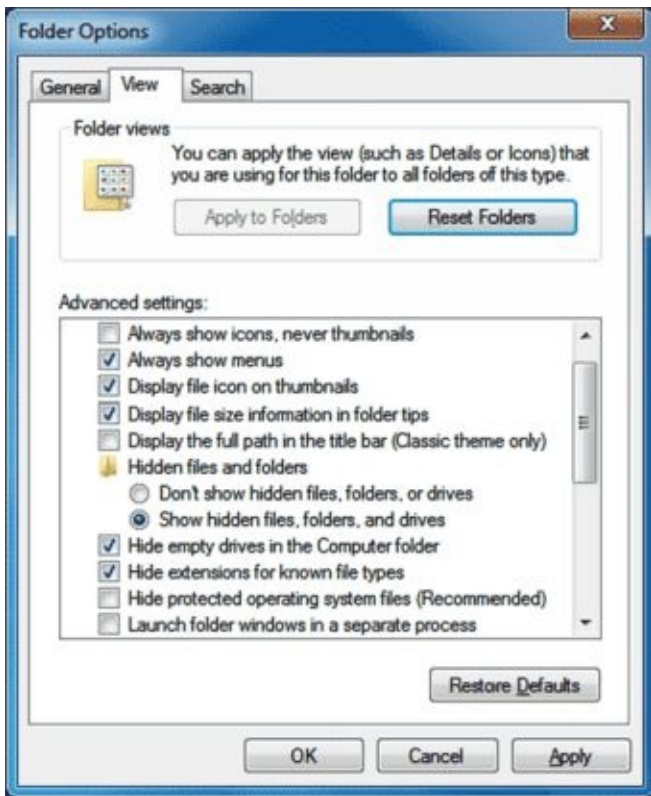 Folder Options
General View Search
Folder views
You can apply the view (such as Details or Icons) that
you are using for this folder to all folders of this type.
Apply to Folders Reset Folders
Advanced settings:
Always show icons, never thumbnails
Always show menus
Display file icon on thumbnails
Display file size information in folder tips
Display the full path in the title bar (Classic theme only)
Hidden files and folders
Don't show hidden files, folders, or drives
Show hidden files, folders, and drives
Hide empty drives in the Computer folder
Hide extensions for known file types
Hide protected operating system files (Recommended)
Launch folder windows in a separate process
Restore Defaults
OK Cancel Apply